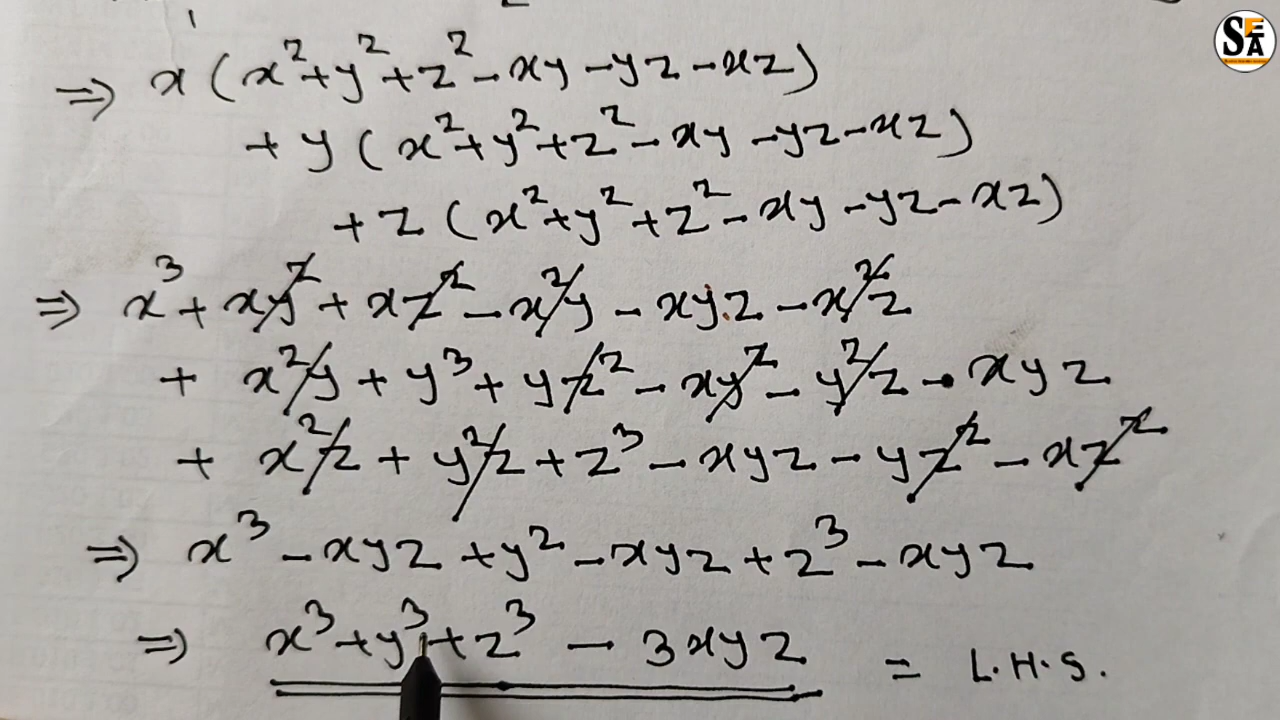 SEA
⇒ x(x²+y²+z²-xy-yz-xz)
+y(x²+y²+z²-xy-yz-xz)
+z(x²+y²+z²-xy-yz-xz)
⇒ x³+xy²+xz²-x²y-xyz-x²z
+ x²y+y³+yz²-xy²-y²z-xyz
+ x²z+y²z+z³-xyz-yz²-xz²
⇒ x³-xyz+y²-xyz+z³-xyz
⇒ x³+y³+z³-3xyz = L.H.S.